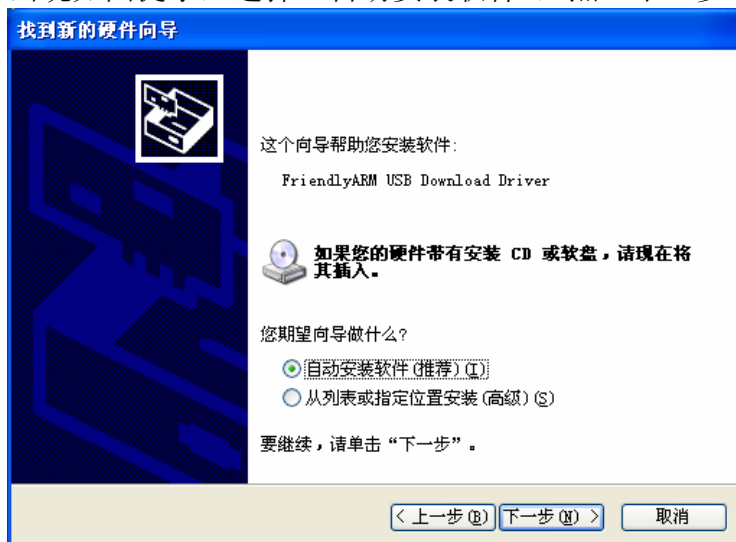 找到新的硬件向导
这个向导帮助您安装软件:
FriendlyARM USB Download Driver
如果您的硬件带有安装 CD 或软盘，请现在将
其插入。
您期望向导做什么?
自动安装软件(推荐)(I)
从列表或指定位置安装(高级)(S)
要继续，请单击“下一步”。
< 上一步(B)
下一步(N) >
取消